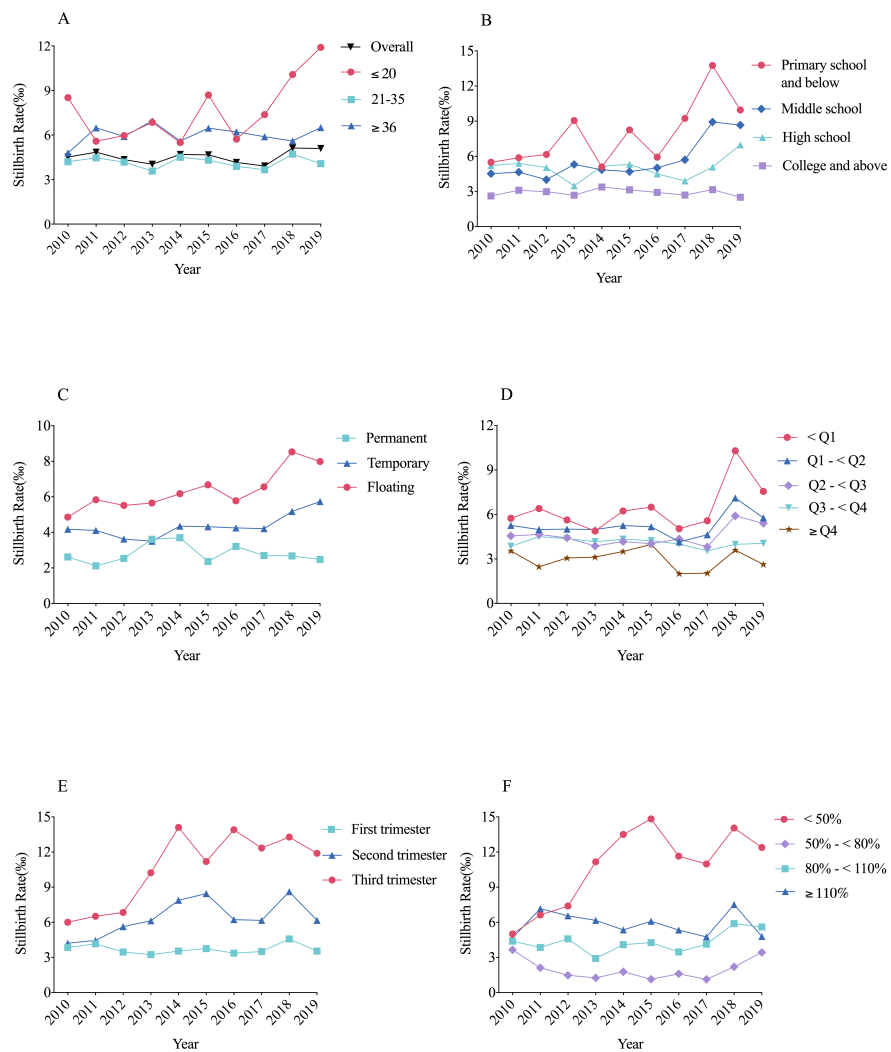 A
Stillbirth Rate(‰)
12
9
6
3
0
2010
2011
2012
2013
2014
2015
2016
2017
2018
2019
Year
Overall
≤20
21-35
≥36
B
Stillbirth Rate(‰)
15
12
9
6
3
0
2010
2011
2012
2013
2014
2015
2016
2017
2018
2019
Year
Primary school
and below
Middle school
High school
College and above
C
Stillbirth Rate(‰)
10
8
6
4
2
0
2010
2011
2012
2013
2014
2015
2016
2017
2018
2019
Year
Permanent
Temporary
Floating
D
Stillbirth Rate(‰)
12
9
6
3
0
2010
2011
2012
2013
2014
2015
2016
2017
2018
2019
Year
< Q1
Q1 - < Q2
Q2 - < Q3
Q3 - < Q4
≥Q4
E
Stillbirth Rate(‰)
15
12
9
6
3
0
2010
2011
2012
2013
2014
2015
2016
2017
2018
2019
Year
First trimester
Second trimester
Third trimester
F
Stillbirth Rate(‰)
15
12
9
6
3
0
2010
2011
2012
2013
2014
2015
2016
2017
2018
2019
Year
< 50%
50% - < 80%
80% - < 110%
≥110%